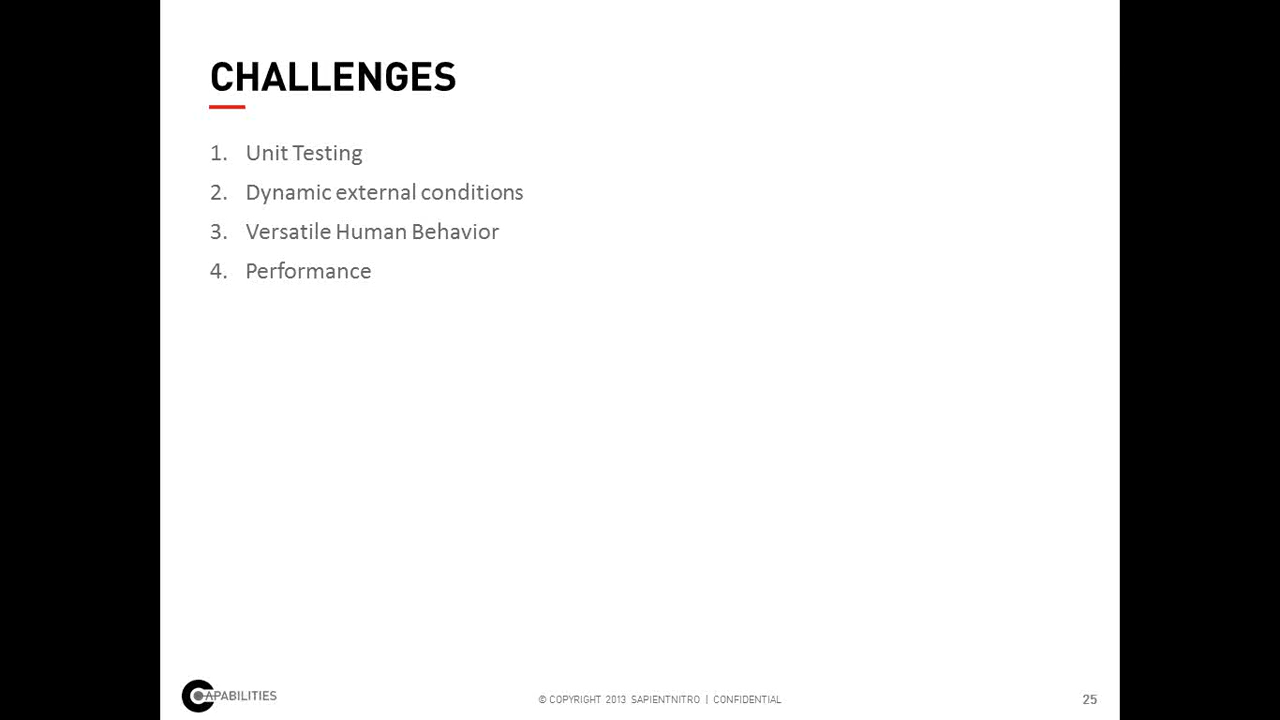 CHALLENGES
1. Unit Testing
2. Dynamic external conditions
3. Versatile Human Behavior
4. Performance
CAPABILITIES
© COPYRIGHT 2013 SAPIENTNITRO | CONFIDENTIAL
25